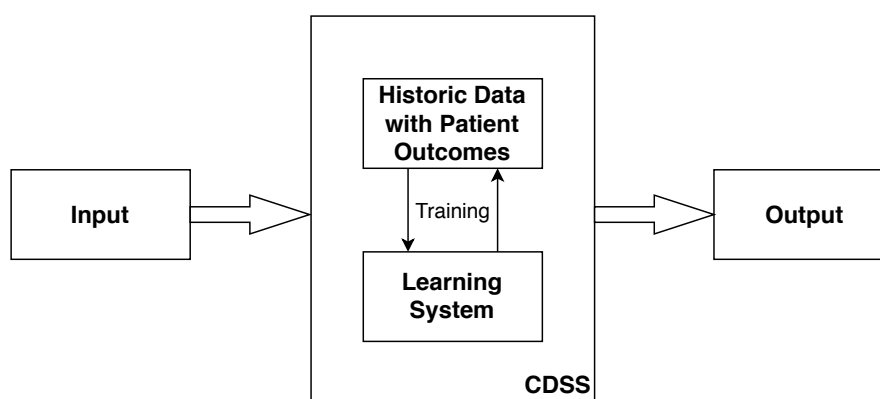 Historic Data
with Patient
Outcomes
Input
Training
Output
Learning
System
CDSS